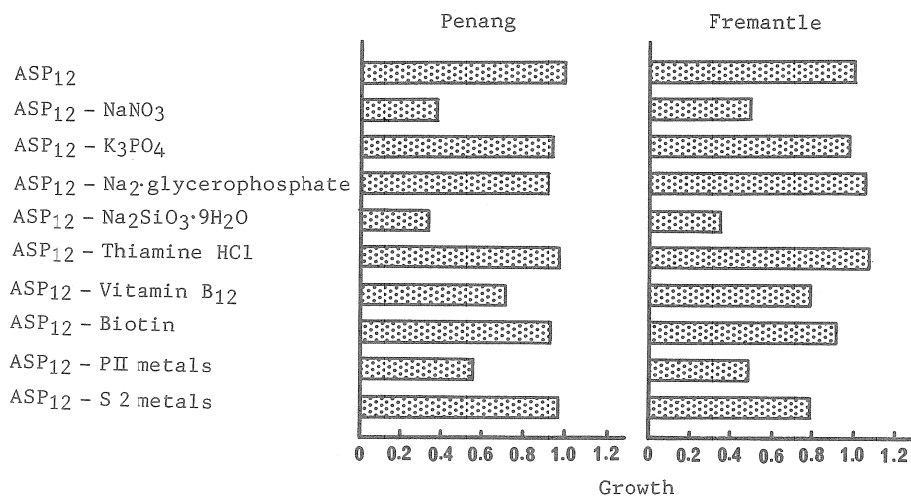 Penang Fremantle
ASP₁₂
ASP₁₂ – NaNO₃
ASP₁₂ – K₃PO₄
ASP₁₂ – Na₂·glycerophosphate
ASP₁₂ – Na₂SiO₃·9H₂O
ASP₁₂ – Thiamine HCl
ASP₁₂ – Vitamin B₁₂
ASP₁₂ – Biotin
ASP₁₂ – PII metals
ASP₁₂ – S 2 metals
0 0.2 0.4 0.6 0.8 1.0 1.2 0 0.2 0.4 0.6 0.8 1.0 1.2
Growth